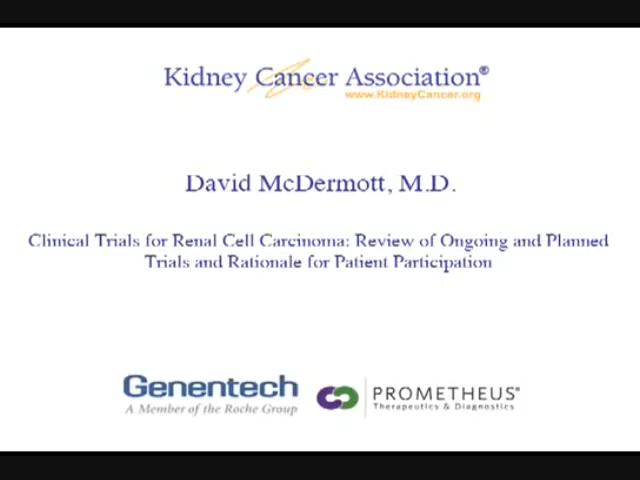 Kidney Cancer Association®
www.KidneyCancer.org
David McDermott, M.D.
Clinical Trials for Renal Cell Carcinoma: Review of Ongoing and Planned
Trials and Rationale for Patient Participation
Genentech
A Member of the Roche Group
PROMETHEUS®
Therapeutics & Diagnostics